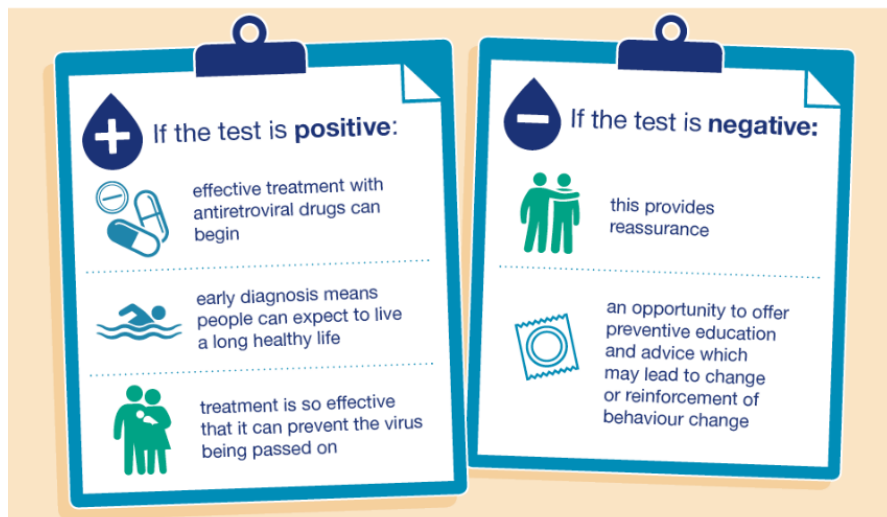 If the test is positive:
effective treatment with
antiretroviral drugs can
begin
early diagnosis means
people can expect to live
a long healthy life
treatment is so effective
that it can prevent the virus
being passed on
If the test is negative:
this provides
reassurance
an opportunity to offer
preventive education
and advice which
may lead to change
or reinforcement of
behaviour change